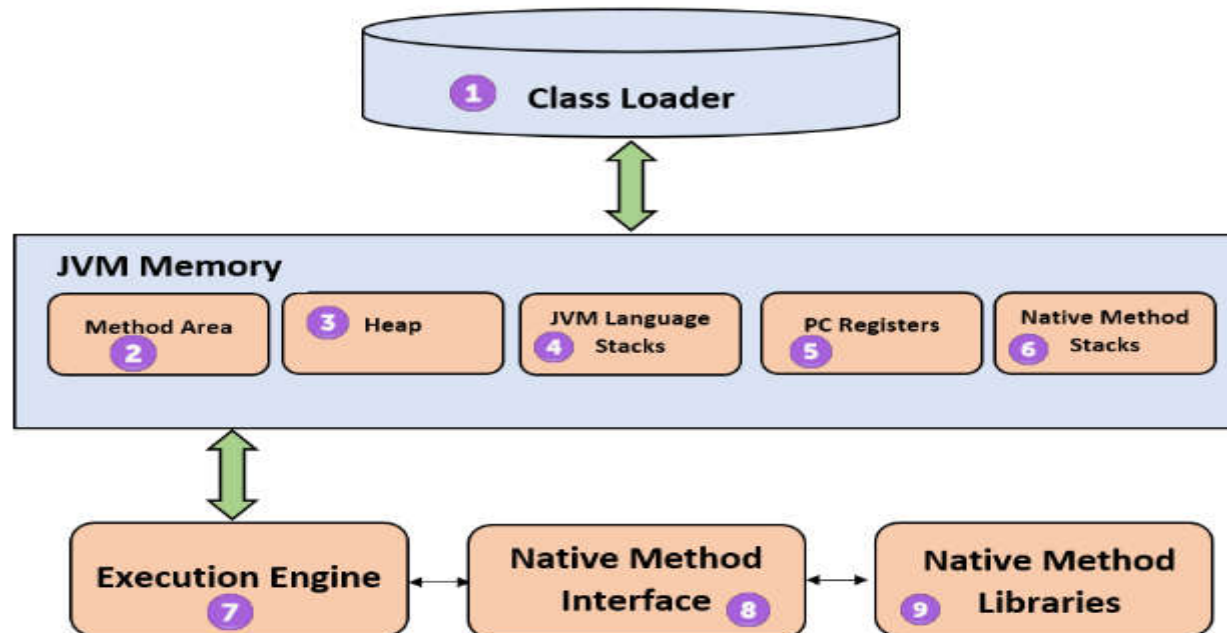 1 Class Loader
JVM Memory
Method Area
2
3 Heap
JVM Language
4 Stacks
PC Registers
5
Native Method
6 Stacks
Execution Engine
7
Native Method
Interface 8
Native Method
9 Libraries